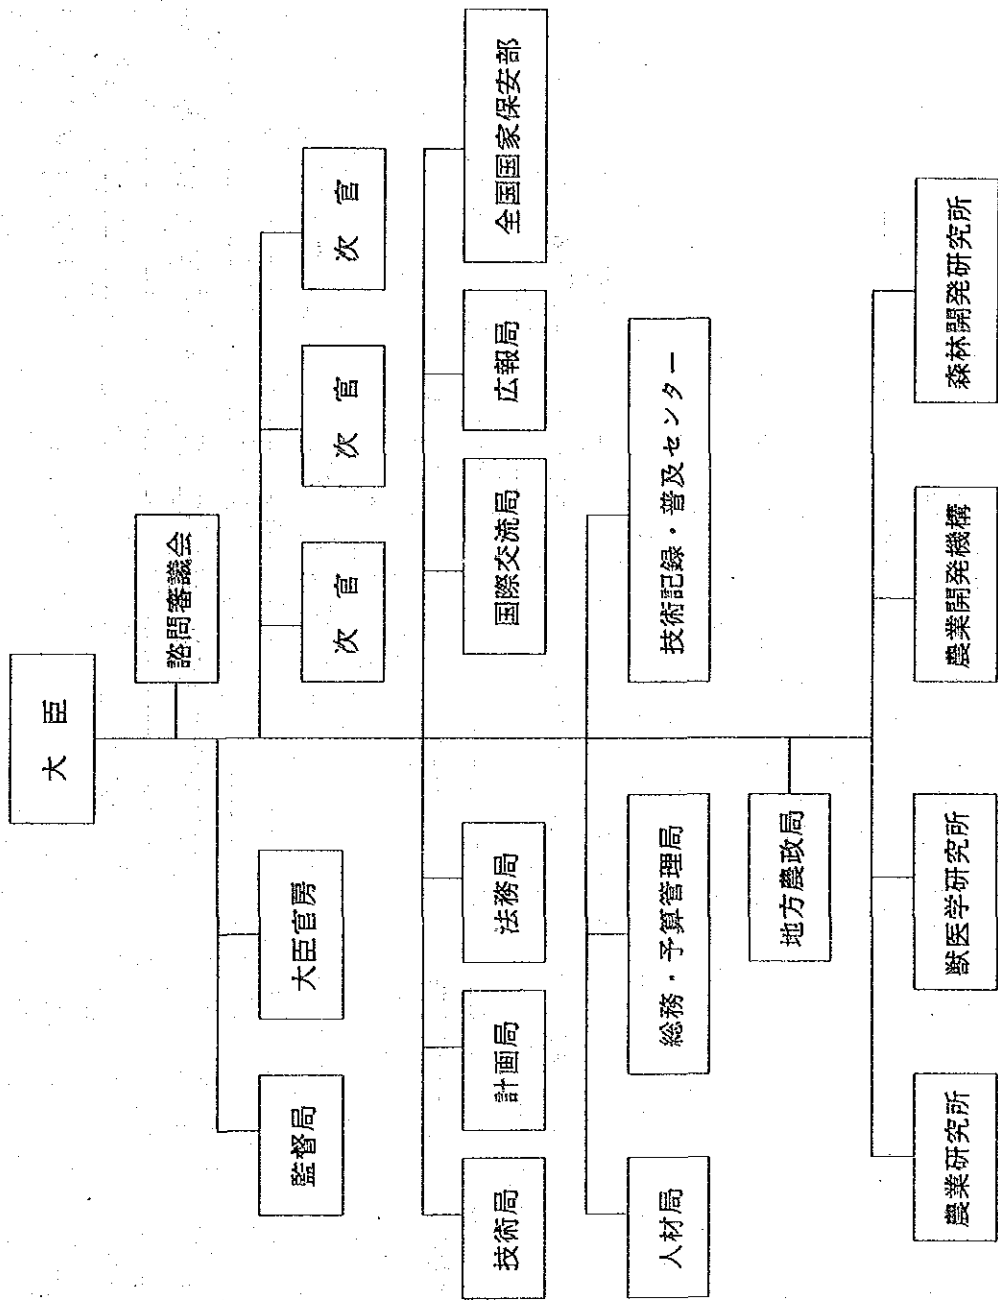 大臣
諮問審議会
監督局
大臣官房
次官
次官
次官
技術局
計画局
法務局
国際交流局
広報局
全国国家保安部
人材局
総務・予算管理局
技術記録・普及センター
地方農政局
農業研究所
獣医学研究所
農業開発機構
森林開発研究所